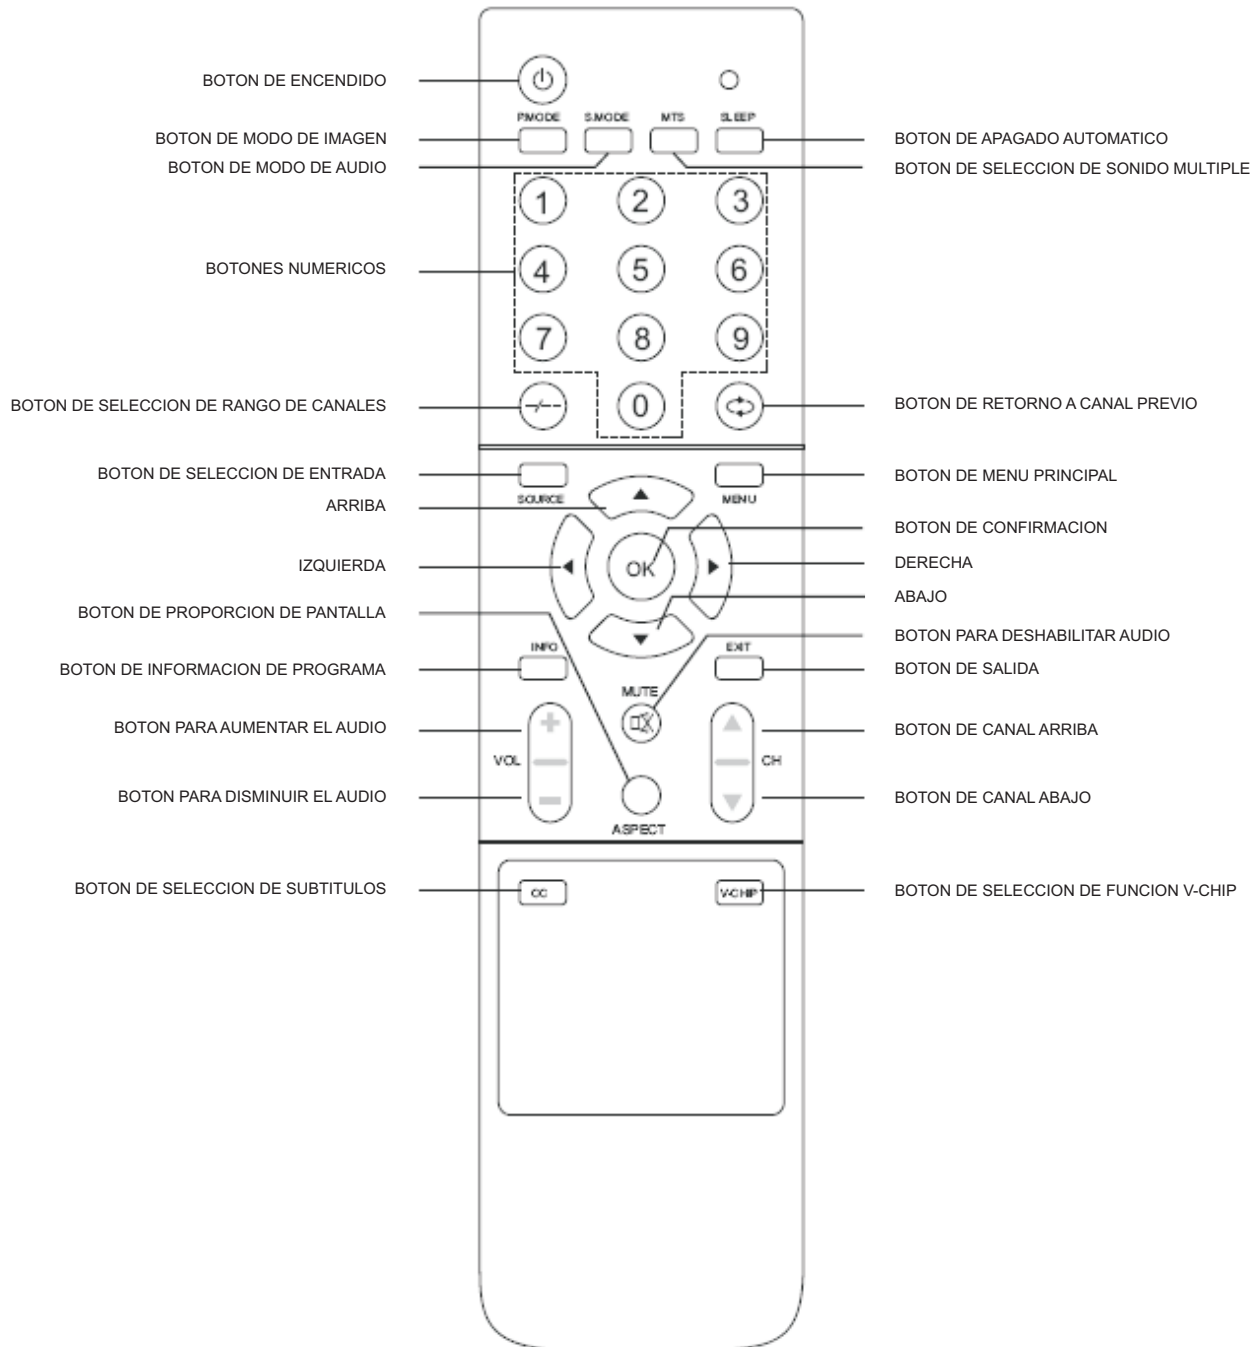 BOTON DE ENCENDIDO
P.MODE S.MODE MTS SLEEP
BOTON DE MODO DE IMAGEN
BOTON DE APAGADO AUTOMATICO
BOTON DE MODO DE AUDIO
BOTON DE SELECCION DE SONIDO MULTIPLE
1 2 3
BOTONES NUMERICOS
4 5 6
7 8 9
BOTON DE SELECCION DE RANGO DE CANALES
-/--
0
BOTON DE RETORNO A CANAL PREVIO
BOTON DE SELECCION DE ENTRADA
BOTON DE MENU PRINCIPAL
SOURCE
MENU
ARRIBA
BOTON DE CONFIRMACION
IZQUIERDA
OK
DERECHA
ABAJO
BOTON DE PROPORCION DE PANTALLA
BOTON PARA DESHABILITAR AUDIO
INFO
EXIT
BOTON DE INFORMACION DE PROGRAMA
BOTON DE SALIDA
MUTE
BOTON PARA AUMENTAR EL AUDIO
BOTON DE CANAL ARRIBA
VOL
CH
BOTON PARA DISMINUIR EL AUDIO
BOTON DE CANAL ABAJO
ASPECT
BOTON DE SELECCION DE SUBTITULOS
CC
V-CHIP
BOTON DE SELECCION DE FUNCION V-CHIP